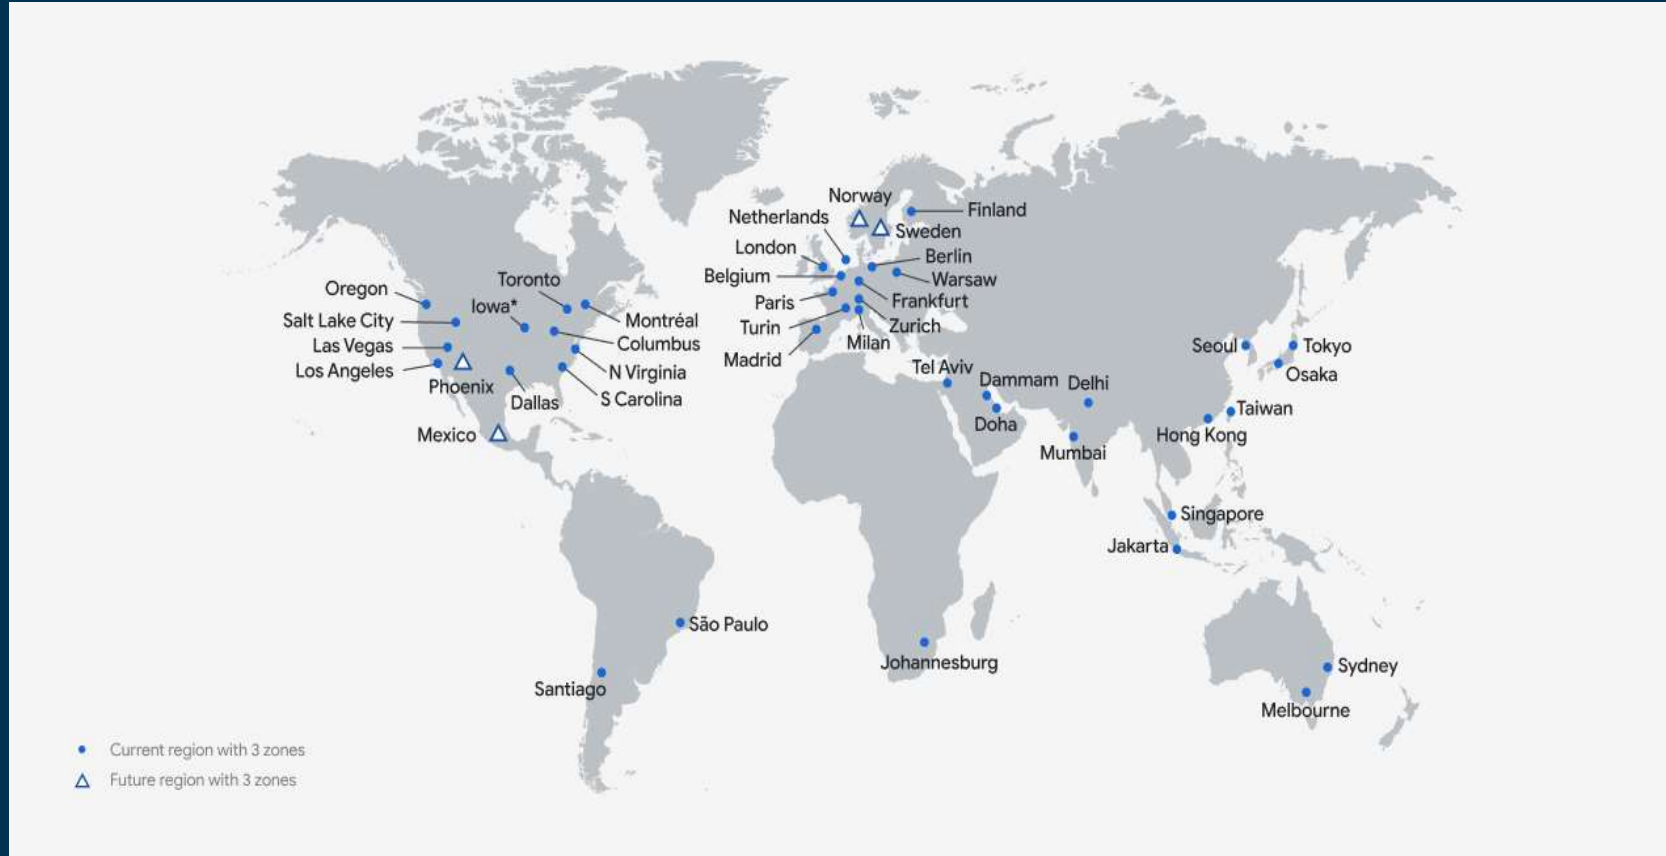 Norway
Finland
Netherlands
Sweden
London
Berlin
Belgium
Warsaw
Paris
Frankfurt
Turin
Zurich
Milan
Madrid
Toronto
Oregon
Iowa*
Salt Lake City
Montréal
Las Vegas
Columbus
Los Angeles
N Virginia
Phoenix
S Carolina
Dallas
Mexico
Tel Aviv
Dammam
Delhi
Doha
Mumbai
Seoul
Tokyo
Osaka
Taiwan
Hong Kong
Singapore
Jakarta
São Paulo
Santiago
Johannesburg
Sydney
Melbourne
Current region with 3 zones
Future region with 3 zones